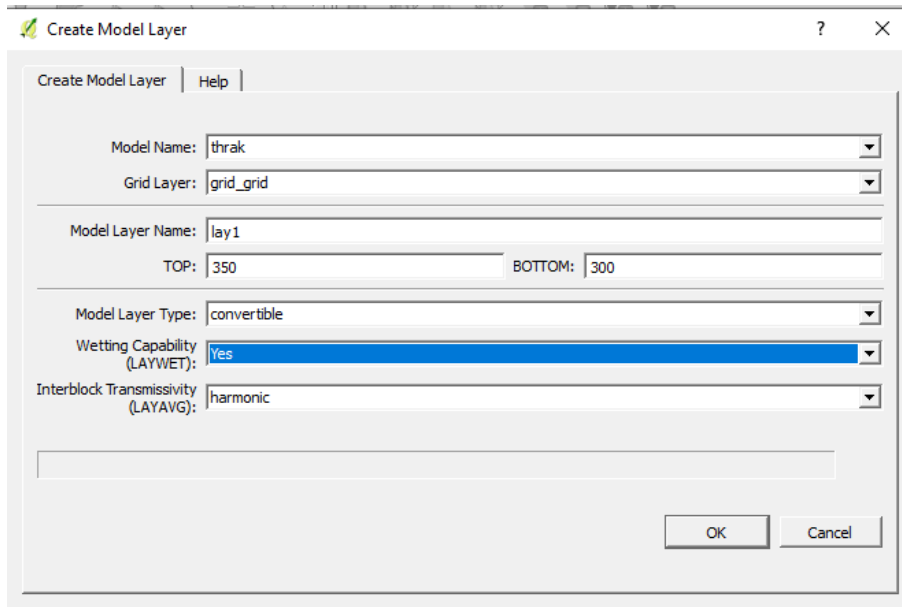 Create Model Layer
?
Create Model Layer
Help
Model Name: thrak
Grid Layer: grid_grid
Model Layer Name: lay1
TOP: 350 BOTTOM: 300
Model Layer Type: convertible
Wetting Capability
(LAYWET): Yes
Interblock Transmissivity
(LAYAVG): harmonic
OK Cancel